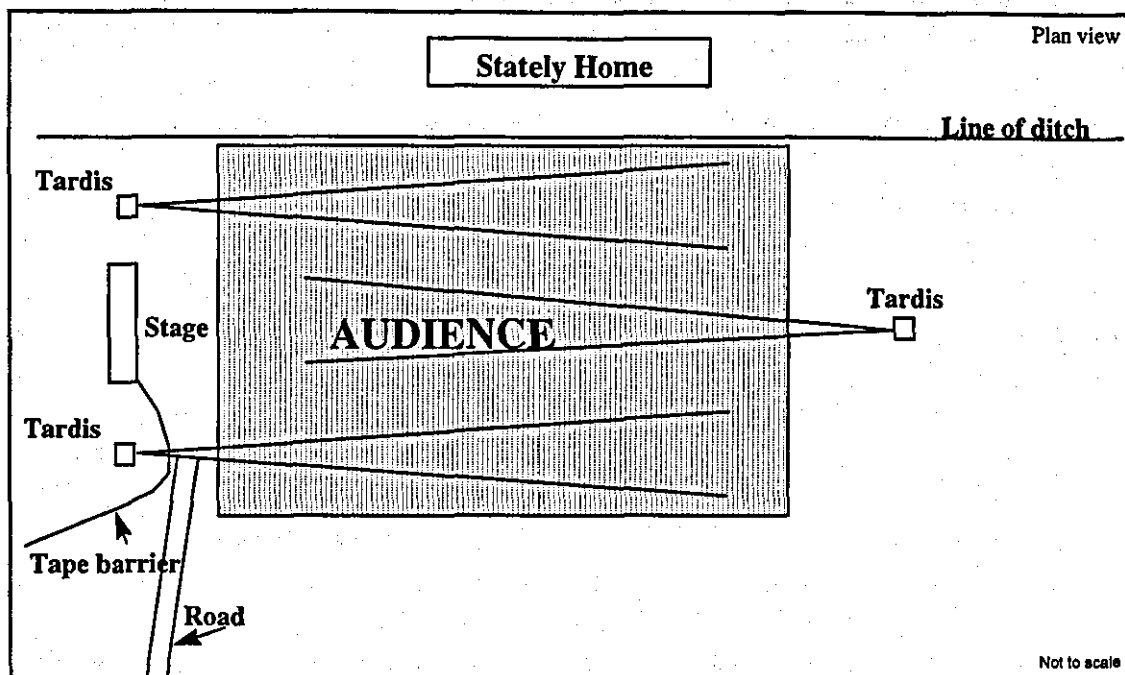 Plan view
Stately Home
Line of ditch
Tardis
Tardis
Stage
AUDIENCE
Tardis
Tape barrier
Road
Not to scale